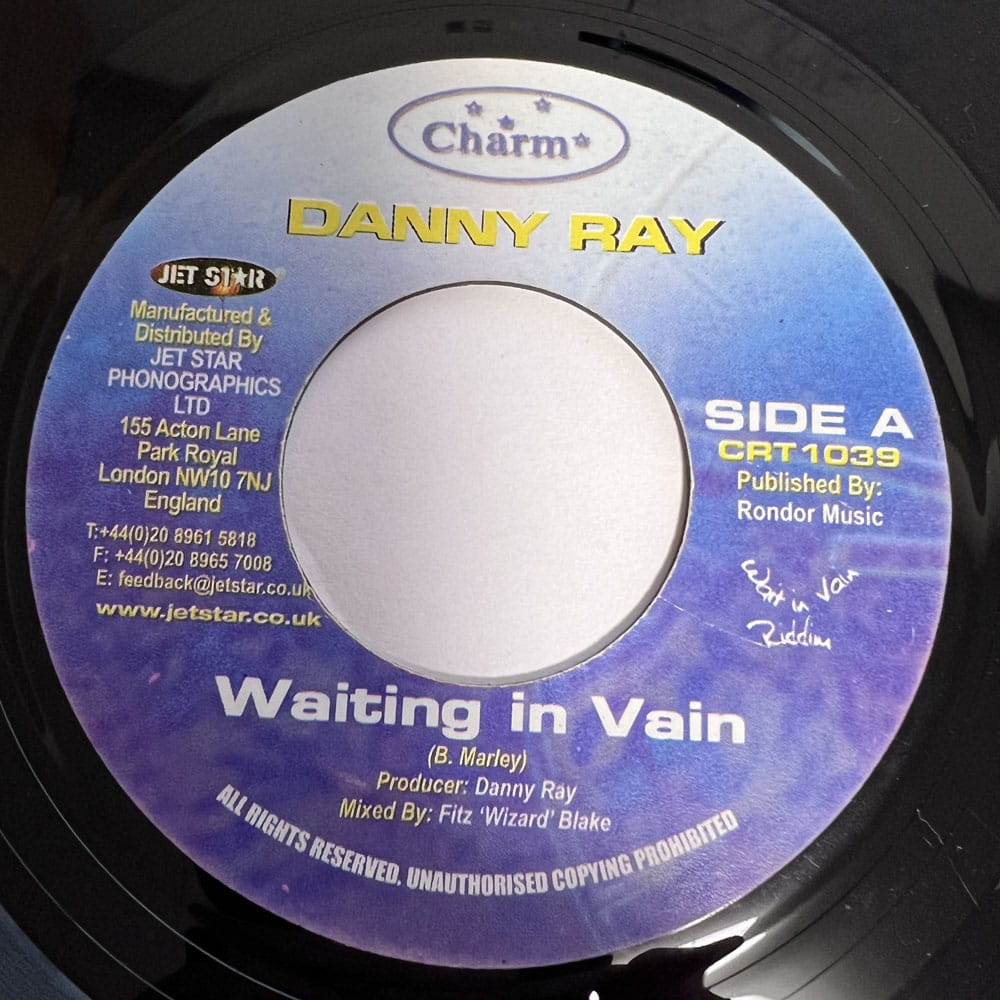 Charm
DANNY RAY
JET STAR
Manufactured &
Distributed By
JET STAR
PHONOGRAPHICS
LTD
155 Acton Lane
Park Royal
London NW10 7NJ
England
T:+44(0)20 8961 5818
F: +44(0)20 8965 7008
E: feedback@jetstar.co.uk
www.jetstar.co.uk
SIDE A
CRT1039
Published By:
Rondor Music
Wait in Vain
Riddim
Waiting in Vain
(B. Marley)
Producer: Danny Ray
Mixed By: Fitz ‘Wizard’ Blake
ALL RIGHTS RESERVED, UNAUTHORISED COPYING PROHIBITED